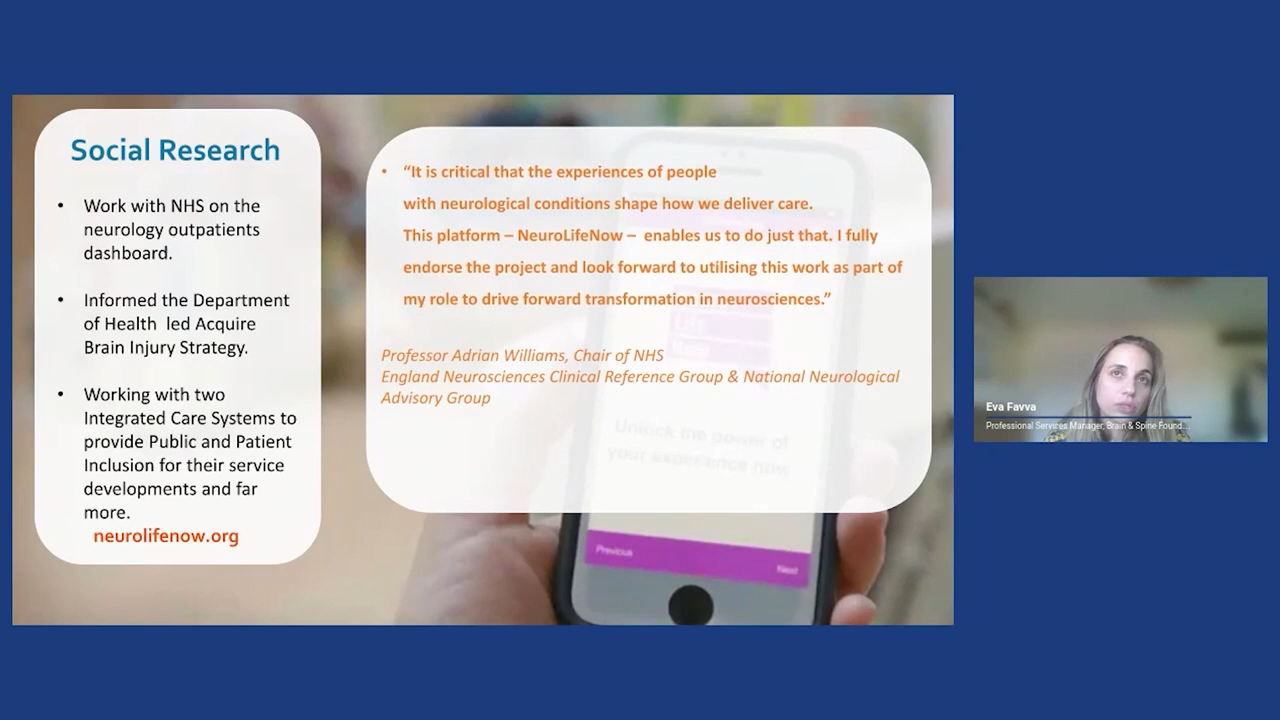 Social Research
• Work with NHS on the
neurology outpatients
dashboard.
• Informed the Department
of Health led Acquire
Brain Injury Strategy.
• Working with two
Integrated Care Systems to
provide Public and Patient
Inclusion for their service
developments and far
more.
neurolifenow.org
• “It is critical that the experiences of people
with neurological conditions shape how we deliver care.
This platform – NeuroLifeNow – enables us to do just that. I fully
endorse the project and look forward to utilising this work as part of
my role to drive forward transformation in neurosciences.”
Professor Adrian Williams, Chair of NHS
England Neurosciences Clinical Reference Group & National Neurological
Advisory Group
Life
Now
Unlock the power of
your experience now
Previous
Next
Eva Favva
Professional Services Manager, Brain & Spine Found...